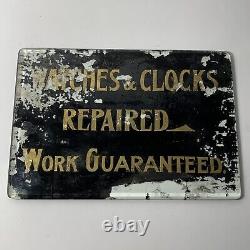 WATCHES & CLOCKS
REPAIRED
WORK GUARANTEED